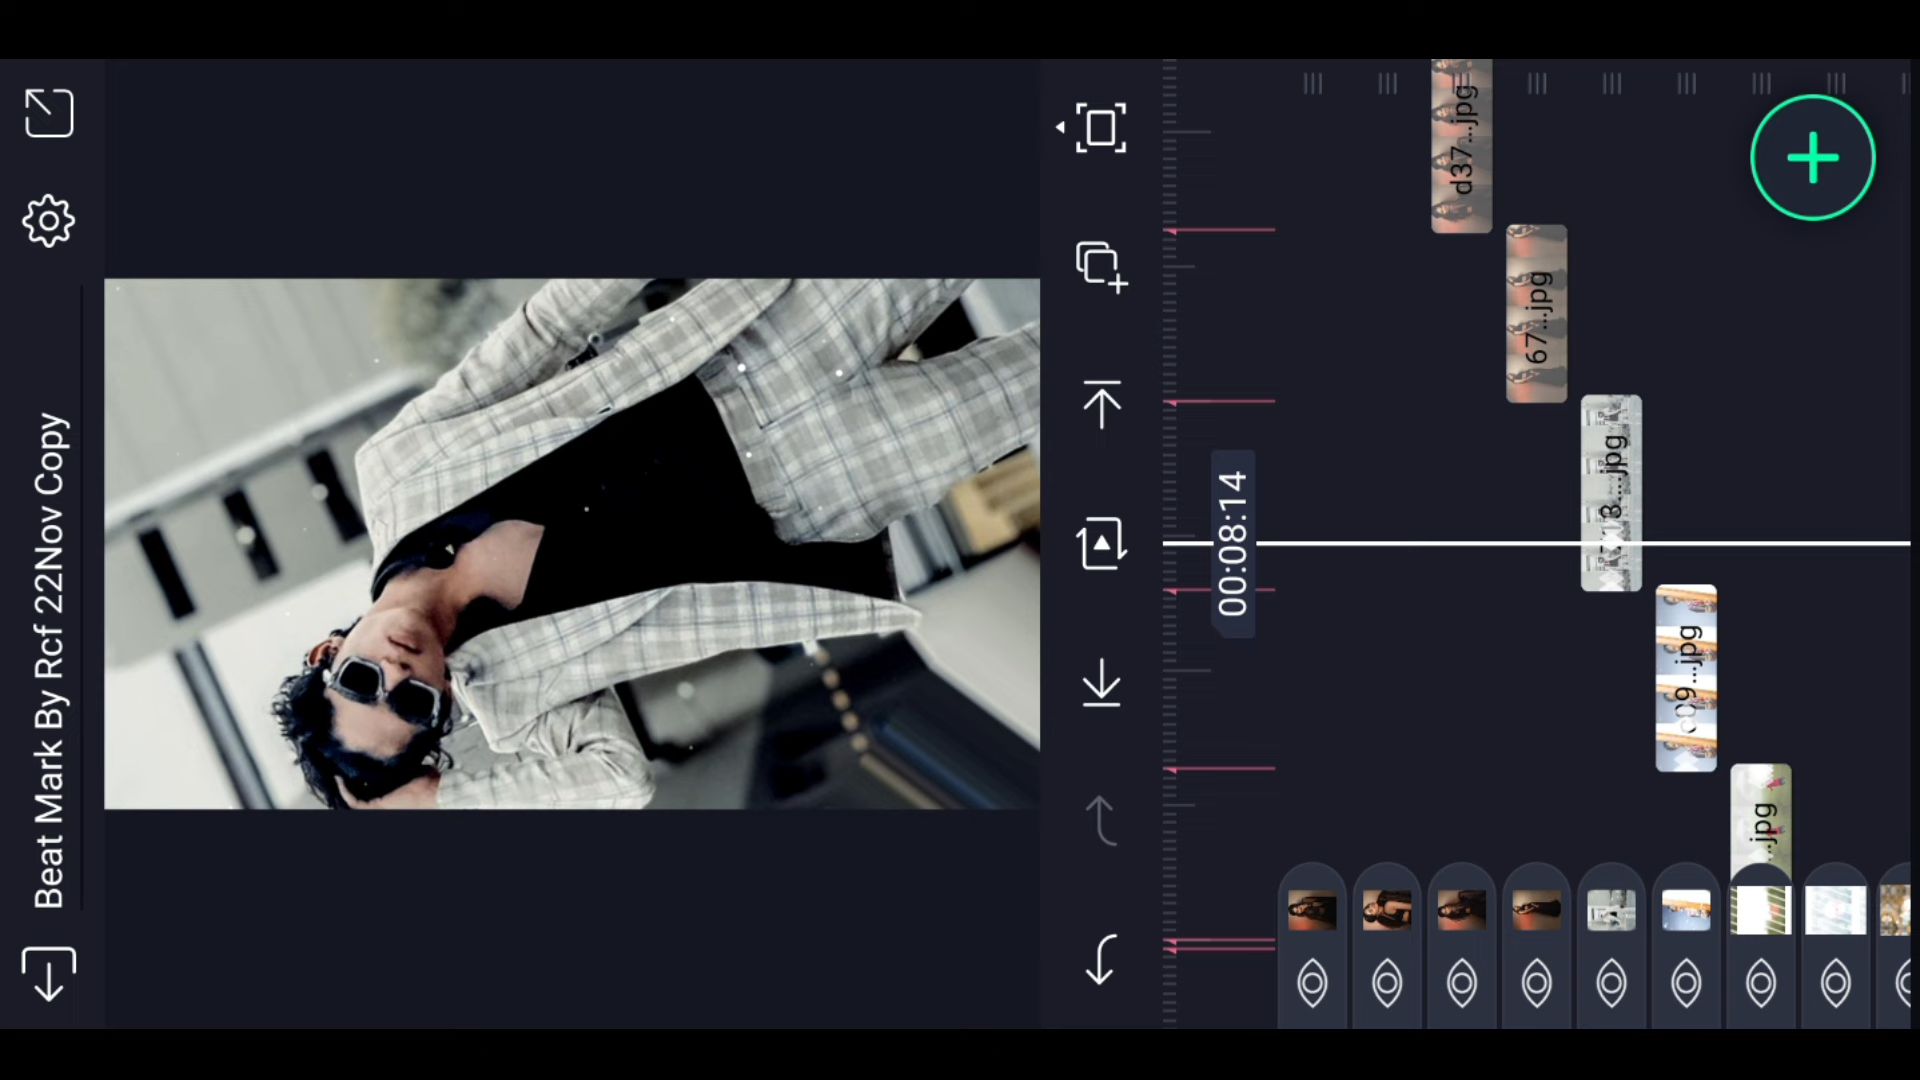 Beat Mark By Rcf 22Nov Copy
00:08:14
d37...jpg
67...jpg
...jpg
...jpg